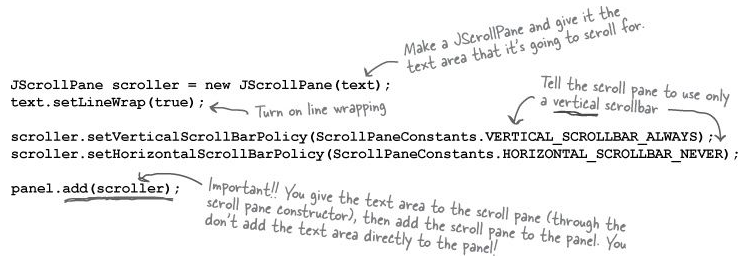 Make a JScrollPane and give it the
text area that it's going to scroll for.
JScrollPane scroller = new JScrollPane(text);
text.setLineWrap(true);
Turn on line wrapping
Tell the scroll pane to use only
a vertical scrollbar
scroller.setVerticalScrollBarPolicy(ScrollPaneConstants.VERTICAL_SCROLLBAR_ALWAYS);
scroller.setHorizontalScrollBarPolicy(ScrollPaneConstants.HORIZONTAL_SCROLLBAR_NEVER);
panel.add(scroller);
Important!! You give the text area to the scroll pane (through the
scroll pane constructor), then add the scroll pane to the panel. You
don't add the text area directly to the panel!